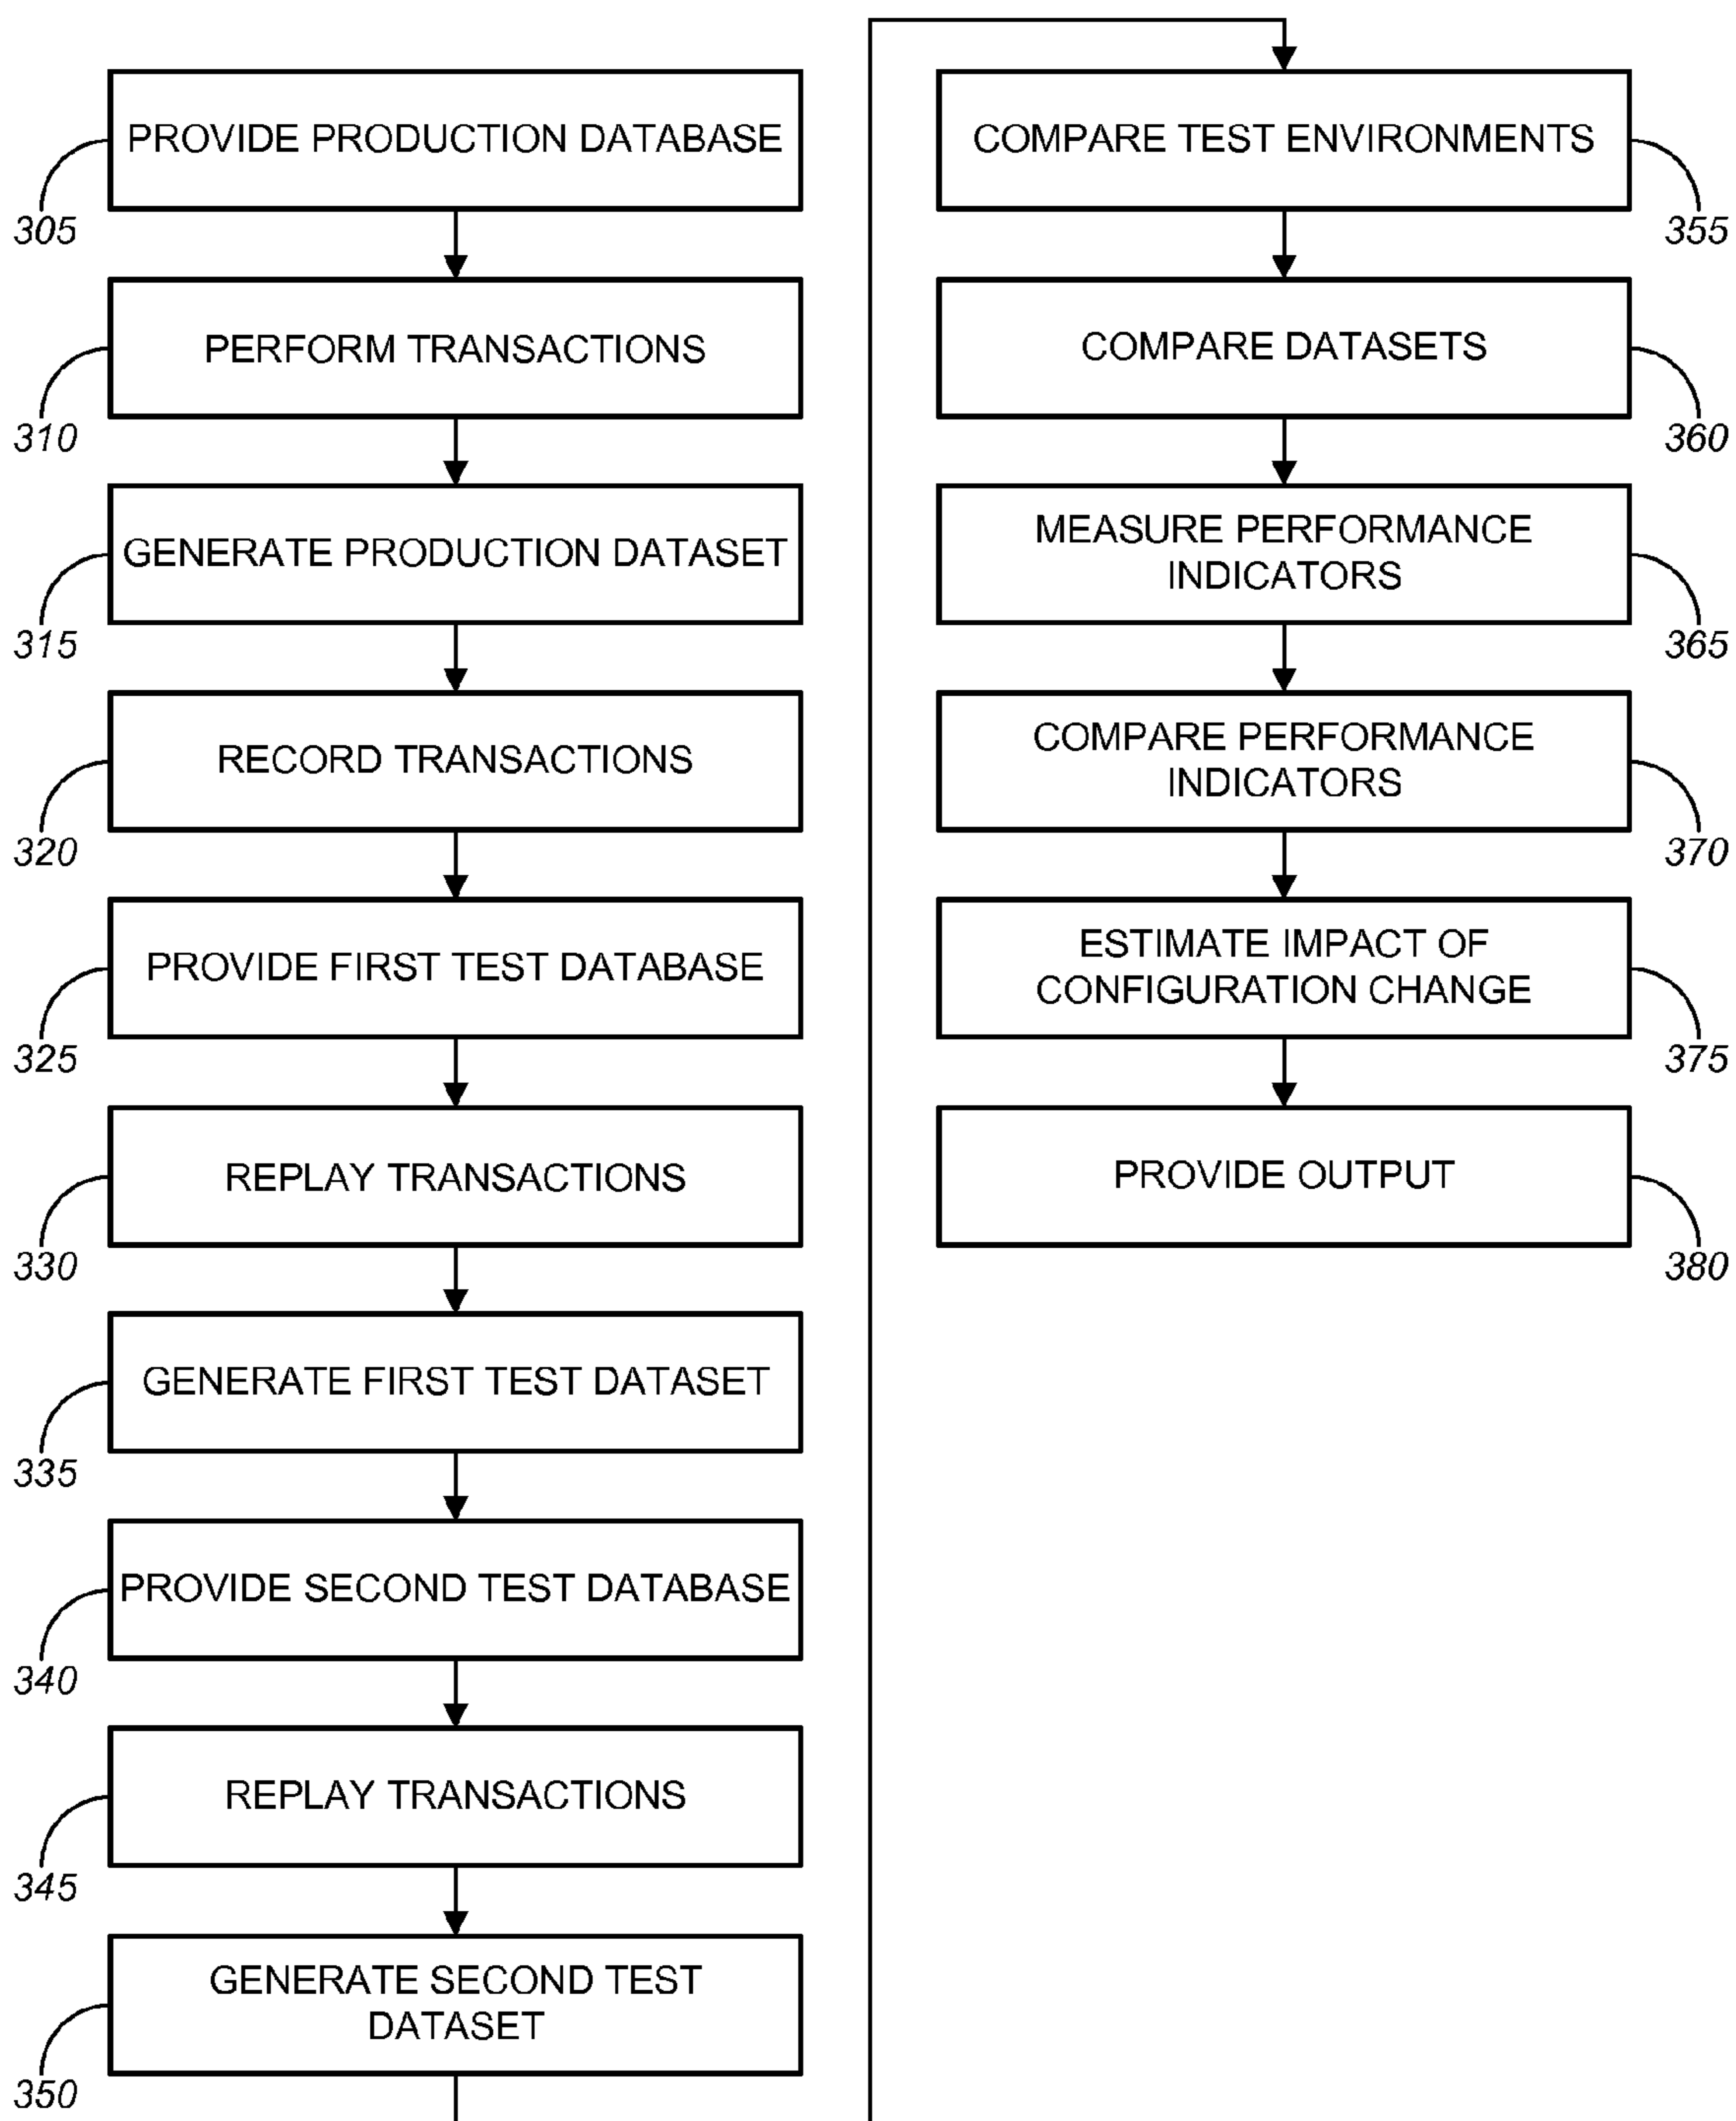 PROVIDE PRODUCTION DATABASE
305
PERFORM TRANSACTIONS
310
GENERATE PRODUCTION DATASET
315
RECORD TRANSACTIONS
320
PROVIDE FIRST TEST DATABASE
325
REPLAY TRANSACTIONS
330
GENERATE FIRST TEST DATASET
335
PROVIDE SECOND TEST DATABASE
340
REPLAY TRANSACTIONS
345
GENERATE SECOND TEST
DATASET
350
COMPARE TEST ENVIRONMENTS
355
COMPARE DATASETS
360
MEASURE PERFORMANCE
INDICATORS
365
COMPARE PERFORMANCE
INDICATORS
370
ESTIMATE IMPACT OF
CONFIGURATION CHANGE
375
PROVIDE OUTPUT
380